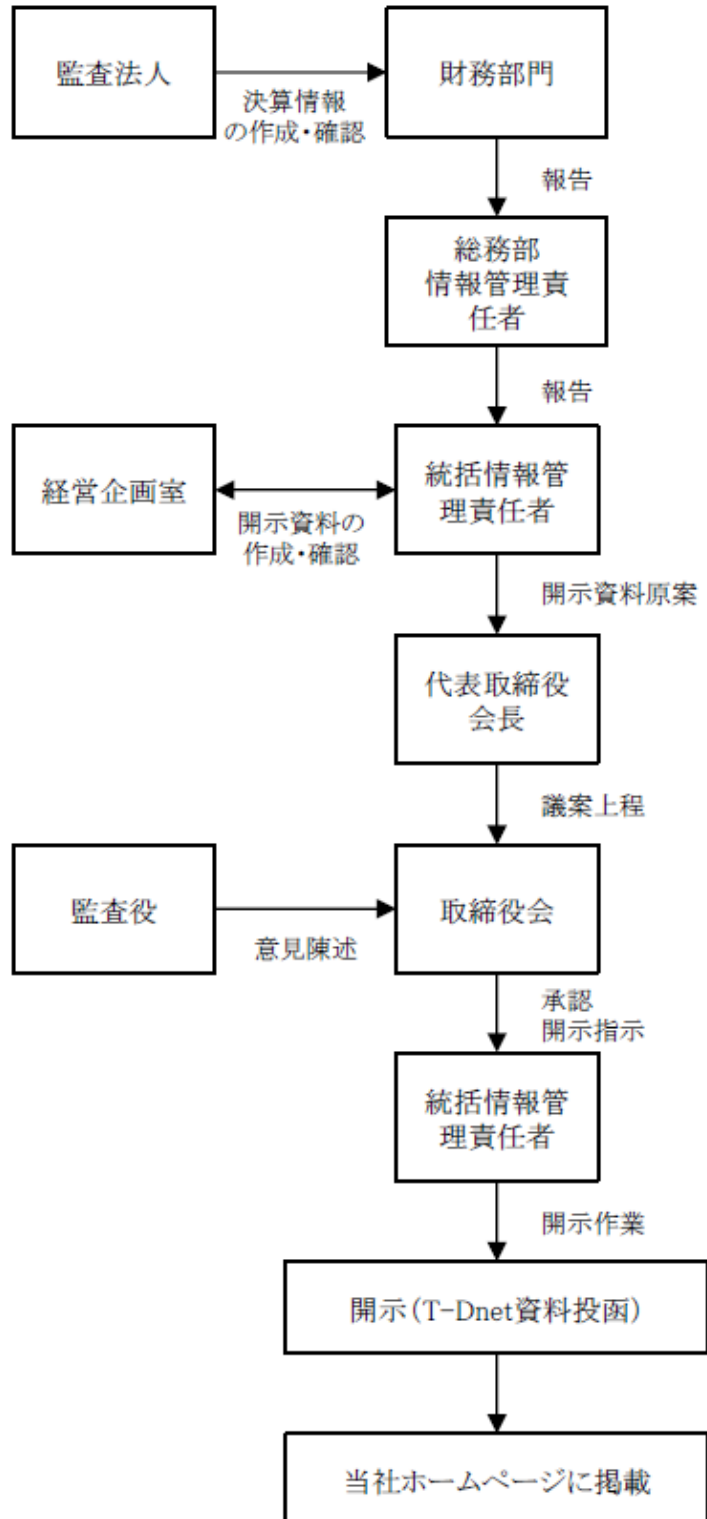 監査法人
財務部門
決算情報
の作成・確認
報告
総務部
情報管理責
任者
報告
経営企画室
統括情報管
理責任者
開示資料の
作成・確認
開示資料原案
代表取締役
会長
議案上程
監査役
取締役会
意見陳述
承認
開示指示
統括情報管
理責任者
開示作業
開示（T-Dnet資料投函）
当社ホームページに掲載